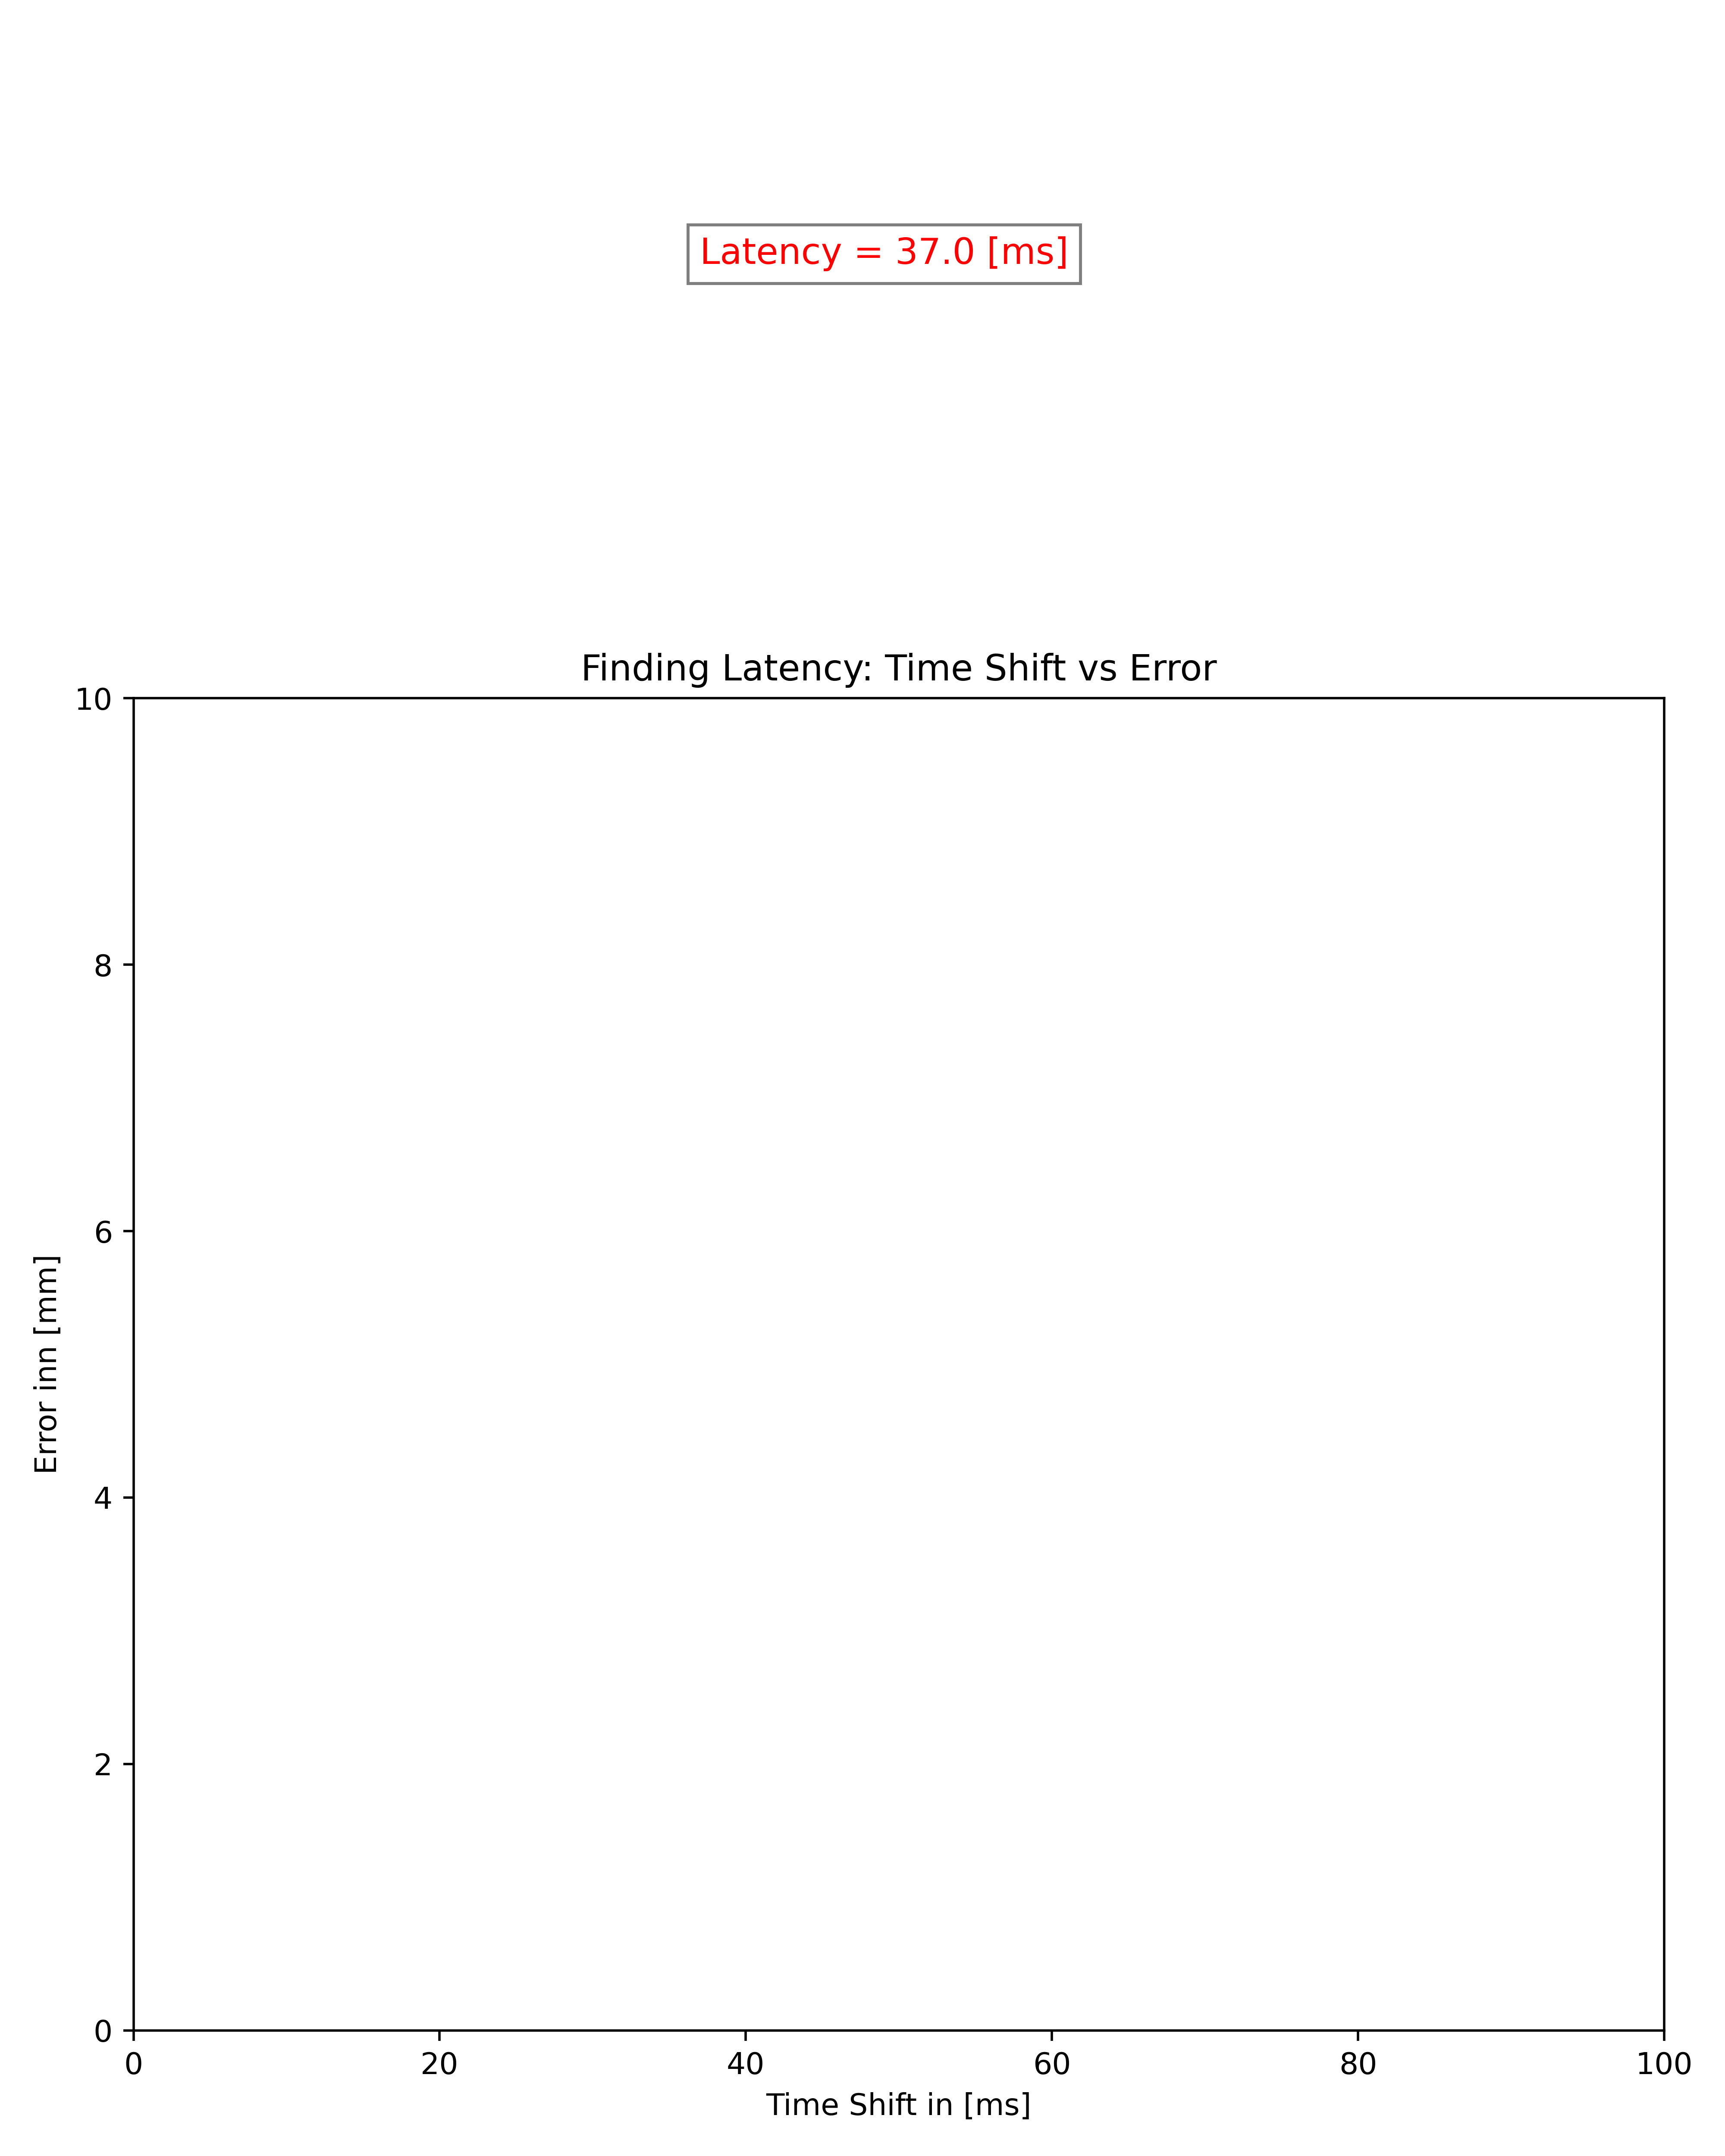 Latency = 37.0 [ms]
Finding Latency: Time Shift vs Error
10
8
6
4
2
0
Error inn [mm]
0 20 40 60 80 100
Time Shift in [ms]